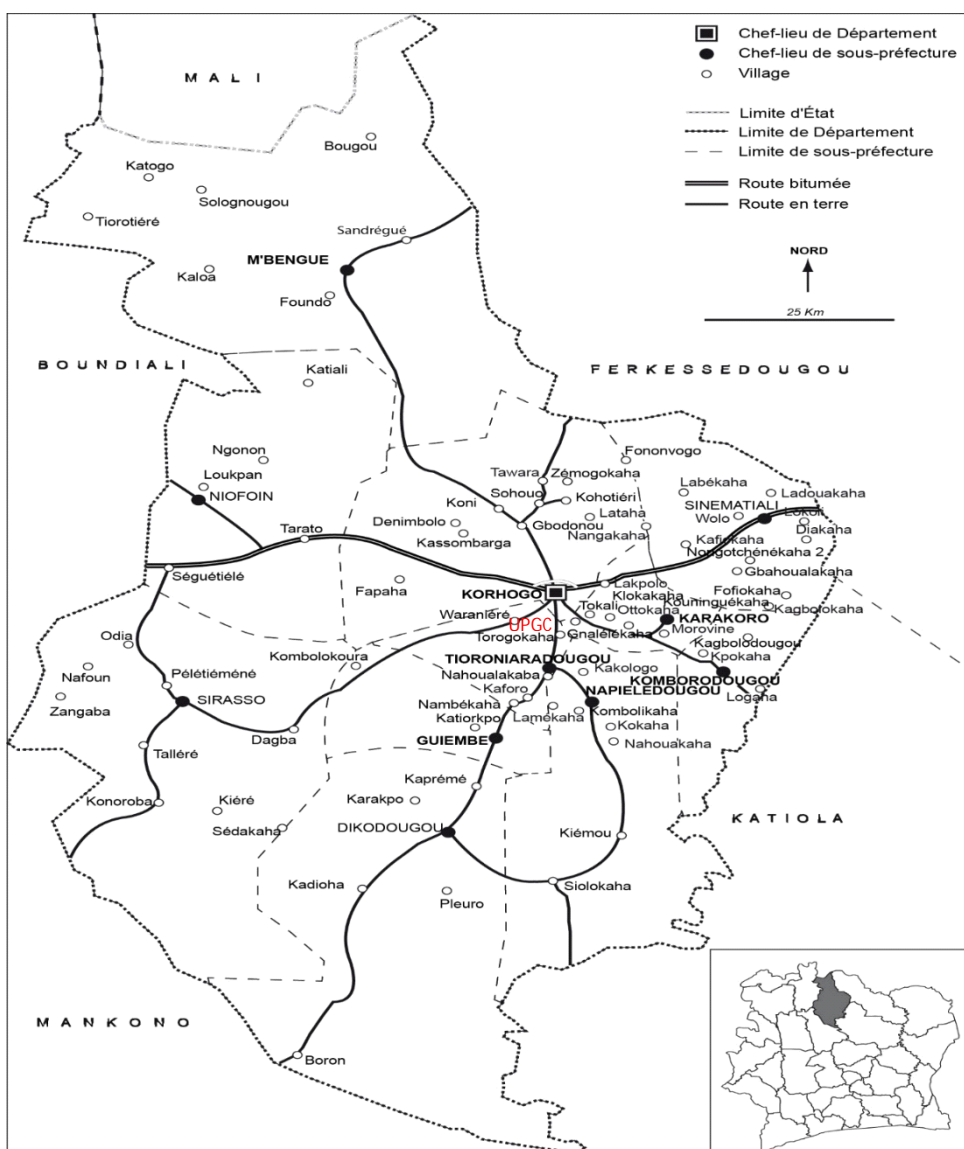 Chef-lieu de Département
Chef-lieu de sous-préfecture
Village
Limite d'État
Limite de Département
Limite de sous-préfecture
Route bitumée
Route en terre
NORD
25 Km
MALI
Bougou
Katogo
Solognougou
Tiorotiéré
Sandrégué
M'BENGUE
Kaloa
Foundo
BOUNDIALI
Katiali
FERKESSEDOUGOU
Ngonon
Loukpan
NIOFOIN
Fononvogo
Tawara
Zémogokaha
Sohouo
Kohotiéri
Labékaha
Ladouakaha
SINEMATIALI
Koni
Lataha
Wolo
Lokoli
Denimbolo
Gbodonou
Diakaha
Tarato
Kassombarga
Nangakaha
Kafiokaha
Nongotchénékaha 2
Séguétiélé
Gbahoualakaha
Fapaha
KORHOGO
Lakpolo
Klokakaha
Fofiokaha
Kouninguékaha
Waraniéré
Tokali
Ottokaha
Kagbolokaha
UPGC
KARAKORO
Torogokaha
Gnalélékaha
Morovine
Kagbolodougou
Odia
Kombolokoura
TIORONIARADOUGOU
Kpokaha
Nafoun
Pélétiéméné
Nahoualakaba
Kakologo
KOMBORODOUGOU
Zangaba
SIRASSO
Kaforo
NAPIELEDOUGOU
Logaha
Nambékaha
Lamékaha
Kombolikaha
Katiorkpo
Kokaha
Dagba
GUIEMBE
Nahouakaha
Talléré
Kaprémé
Konoroba
Kiéré
Karakpo
Sédakaha
DIKODOUGOU
Kiémou
KATIOLA
Kadioha
Pleuro
Siolokaha
MANKONO
Boron